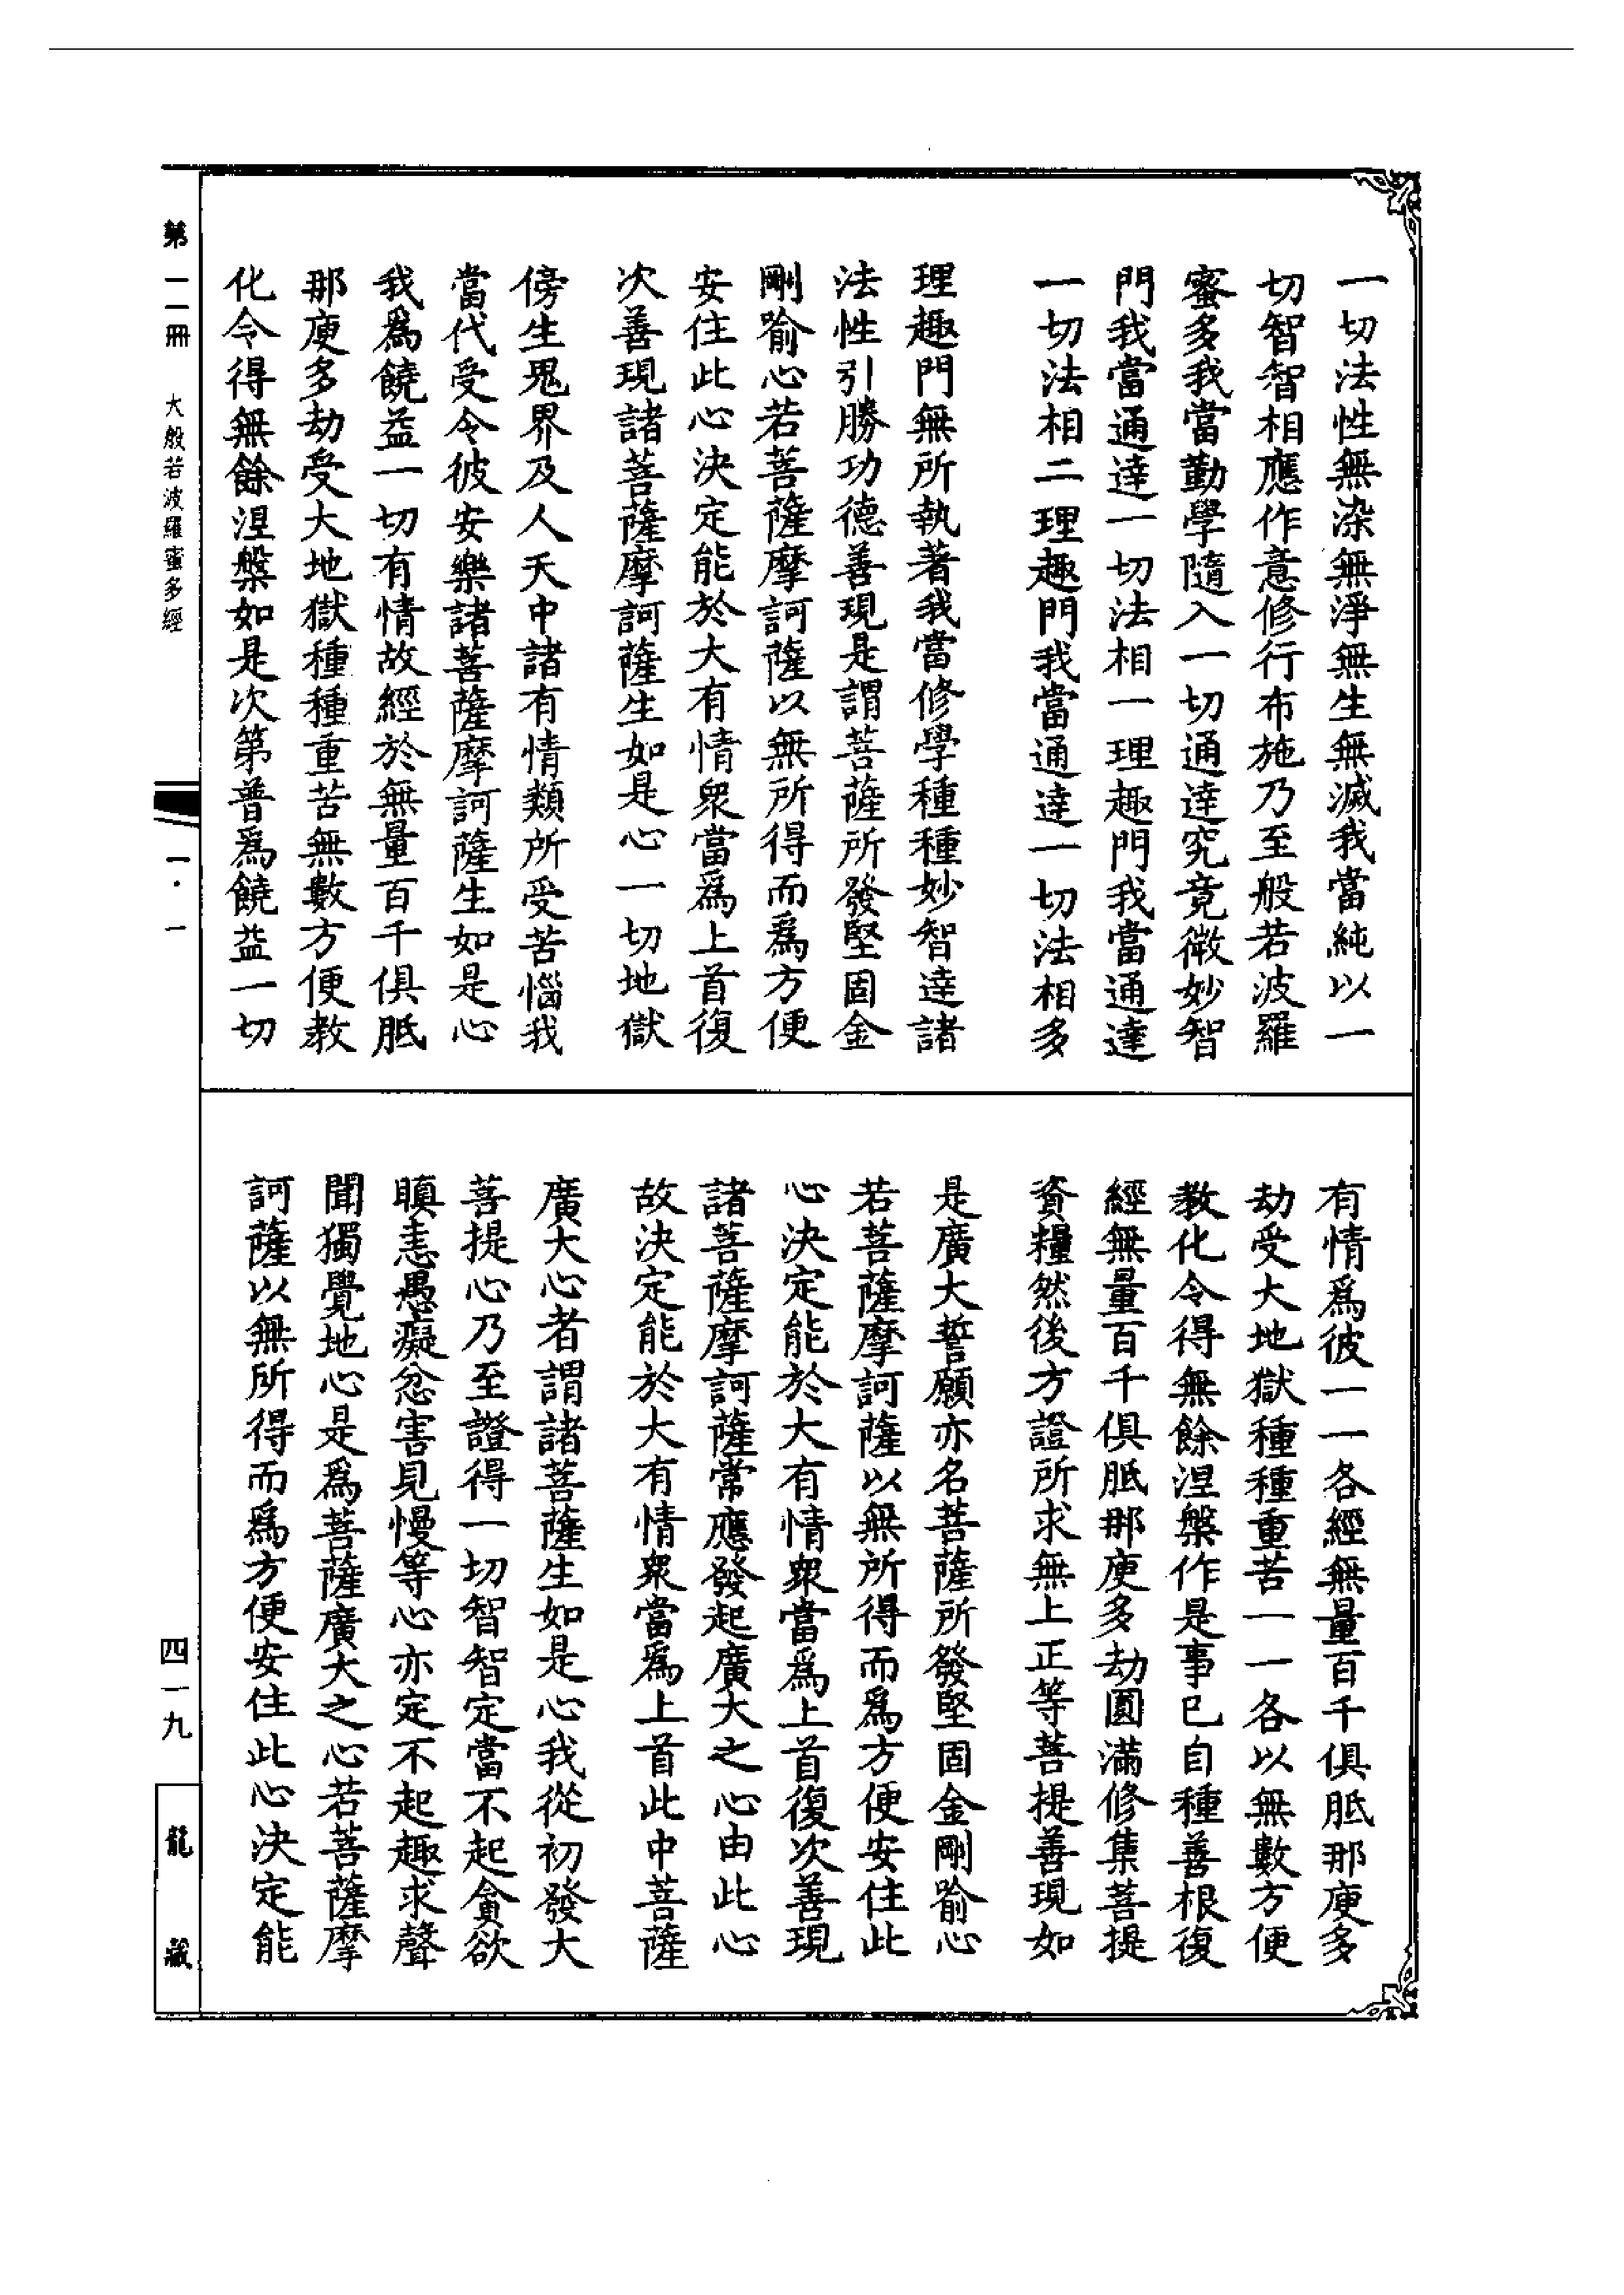 一切法性無染無淨無生無滅我當純以一
切智智相應作意修行布施乃至般若波羅
蜜多我當勤學隨入一切通達究竟微妙智
門我當通達一切法相一理趣門我當通達
一切法相二理趣門我當通達一切法相多
理趣門無所執著我當修學種種妙智達諸
法性引勝功德善現是謂菩薩所發堅固金
剛喻心若菩薩摩訶薩以無所得而爲方便
安住此心決定能於大有情衆當爲上首復
次善現諸菩薩摩訶薩生如是心一切地獄
傍生鬼界及人天中諸有情類所受苦惱我
當代受令彼安樂諸菩薩摩訶薩生如是心
我爲饒益一切有情故經於無量百千俱胝
那庾多劫受大地獄種種重苦無數方便教
化令得無餘涅槃如是次第普爲饒益一切
有情爲彼一一各經無量百千俱胝那庾多
劫受大地獄種種重苦一一各以無數方便
教化令得無餘涅槃作是事已自種善根復
經無量百千俱胝那庾多劫圓滿修集菩提
資糧然後方證所求無上正等菩提善現如
是廣大誓願亦名菩薩所發堅固金剛喻心
若菩薩摩訶薩以無所得而爲方便安住此
心決定能於大有情衆當爲上首復次善現
諸菩薩摩訶薩常應發起廣大之心由此心
故決定能於大有情衆當爲上首此中菩薩
廣大心者謂諸菩薩生如是心我從初發大
菩提心乃至證得一切智智定當不起貪欲
瞋恚愚癡忿害見慢等心亦定不起趣求聲
聞獨覺地心是爲菩薩廣大之心若菩薩摩
訶薩以無所得而爲方便安住此心決定能
第一一冊 大般若波羅蜜多經
一·一
四一九
龍藏